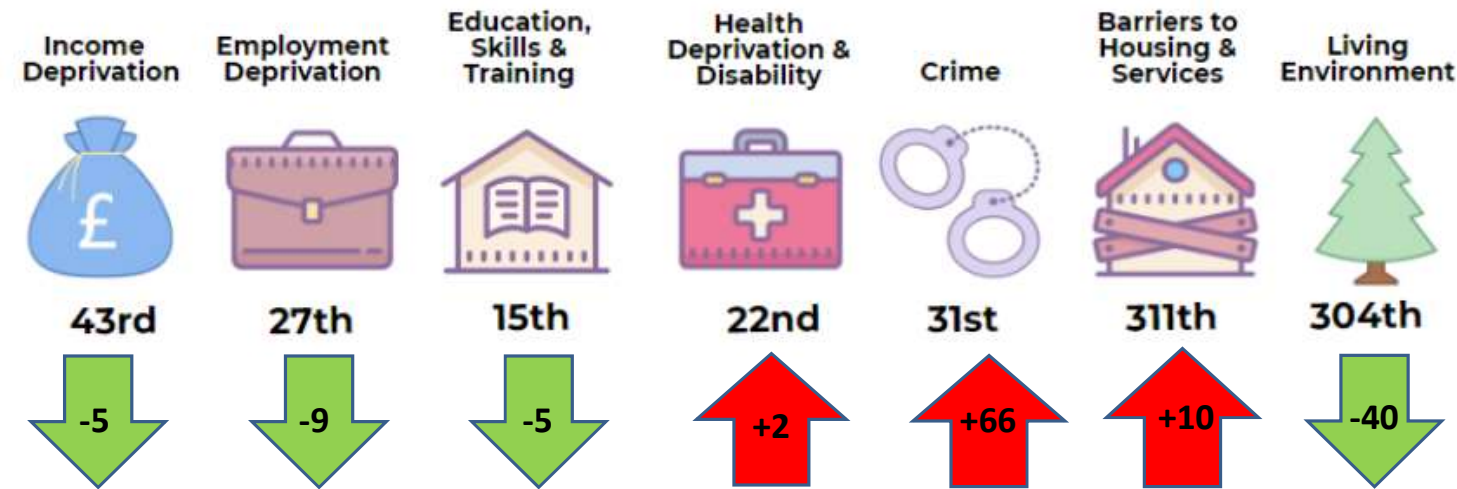 Income
Deprivation
Employment
Deprivation
Education,
Skills &
Training
Health
Deprivation &
Disability
Crime
Barriers to
Housing &
Services
Living
Environment
£
43rd
27th
15th
22nd
31st
311th
304th
-5
-9
-5
+2
+66
+10
-40